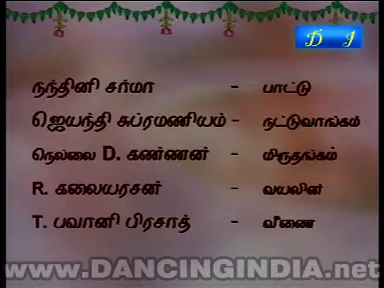 D I
நந்தினி சர்மா - பாட்டு
ஜெயந்தி சுப்ரமணியம் - நட்டுவாங்கம்
நெல்லை D. கண்ணன் - மிருதங்கம்
R. கலையரசன் - வயலின்
T. பவானி பிரசாத் - வீணை
www.DANCINGINDIA.net